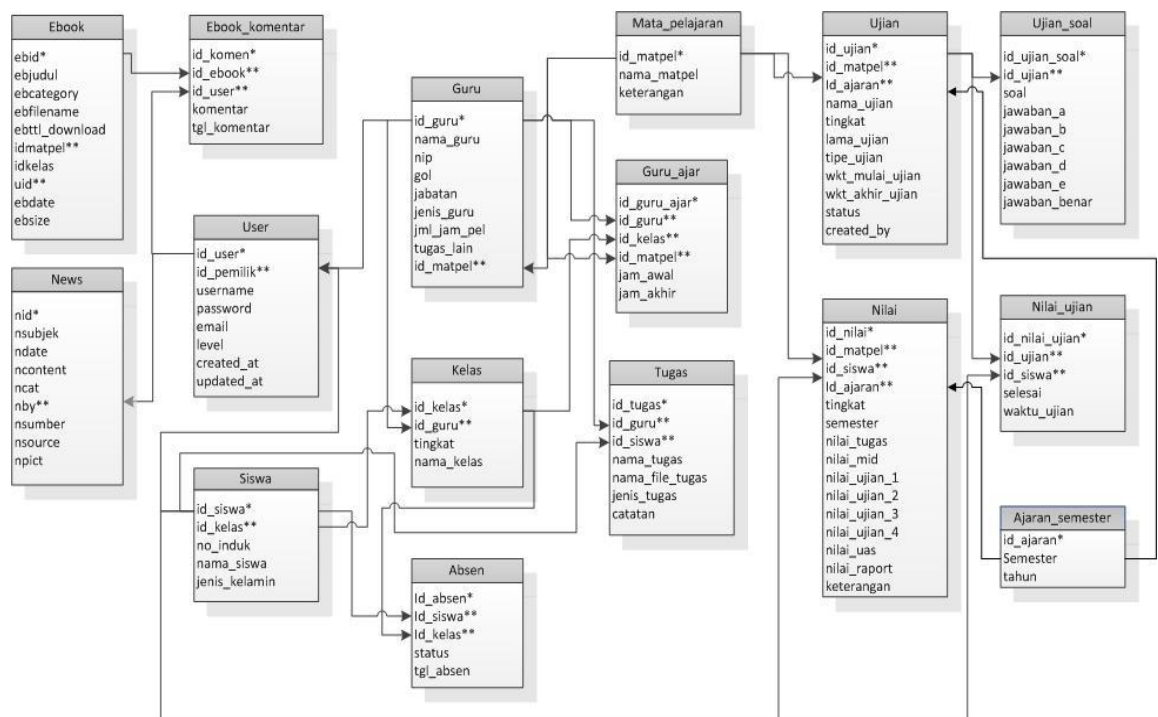 Ebook
ebid*
ebjudul
ebcategory
ebfilename
ebttl_download
idmatpel**
idkelas
uid**
ebdate
ebsize
Ebook_komentar
id_komen*
id_ebook**
id_user**
komentar
tgl_komentar
User
id_user*
id_pemilik**
username
password
email
level
created_at
updated_at
News
nid*
nsubjek
ndate
ncontent
ncat
nby**
nsumber
nsource
npict
Siswa
id_siswa*
id_kelas**
no_induk
nama_siswa
jenis_kelamin
Guru
id_guru*
nama_guru
nip
gol
jabatan
jenis_guru
jml_jam_pel
tugas_lain
id_matpel**
Kelas
id_kelas*
id_guru**
tingkat
nama_kelas
Absen
Id_absen*
Id_siswa**
Id_kelas**
status
tgl_absen
Mata_pelajaran
id_matpel*
nama_matpel
keterangan
Guru_ajar
id_guru_ajar*
id_guru**
id_kelas**
id_matpel**
jam_awal
jam_akhir
Tugas
id_tugas*
id_guru**
id_siswa**
nama_tugas
nama_file_tugas
jenis_tugas
catatan
Ujian
id_ujian*
id_matpel**
Id_ajaran**
nama_ujian
tingkat
lama_ujian
tipe_ujian
wkt_mulai_ujian
wkt_akhir_ujian
status
created_by
Nilai
id_nilai*
id_matpel**
id_siswa**
Id_ajaran**
tingkat
semester
nilai_tugas
nilai_mid
nilai_ujian_1
nilai_ujian_2
nilai_ujian_3
nilai_ujian_4
nilai_uas
nilai_raport
keterangan
Ujian_soal
id_ujian_soal*
id_ujian**
soal
jawaban_a
jawaban_b
jawaban_c
jawaban_d
jawaban_e
jawaban_benar
Nilai_ujian
id_nilai_ujian*
id_ujian**
id_siswa**
selesai
waktu_ujian
Ajaran_semester
id_ajaran*
Semester
tahun